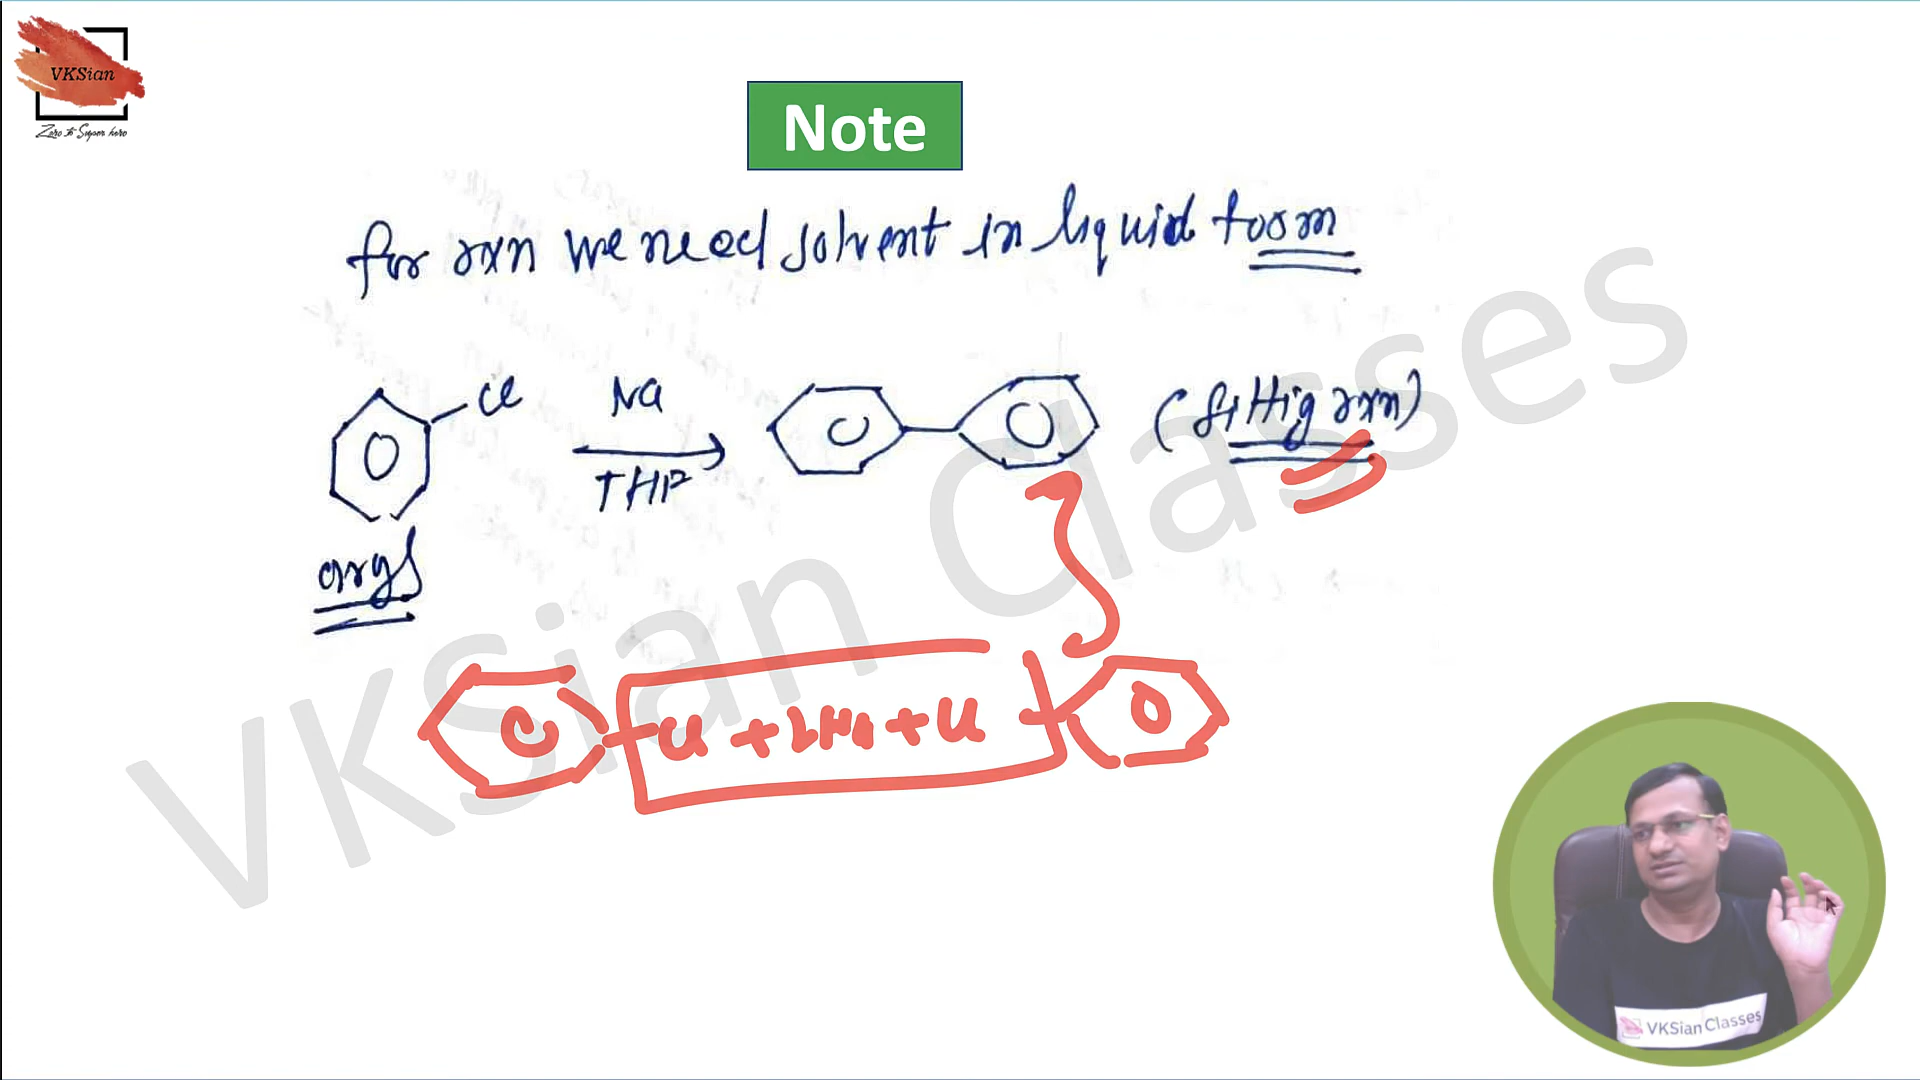 VKSian
Zero to Super hero
Note
for rxn we need solvent in liquid form
Cl
Na
THF
(fittig rxn)
aryl
Cl + 2Na + Cl
VKSian Classes
VKSian Classes